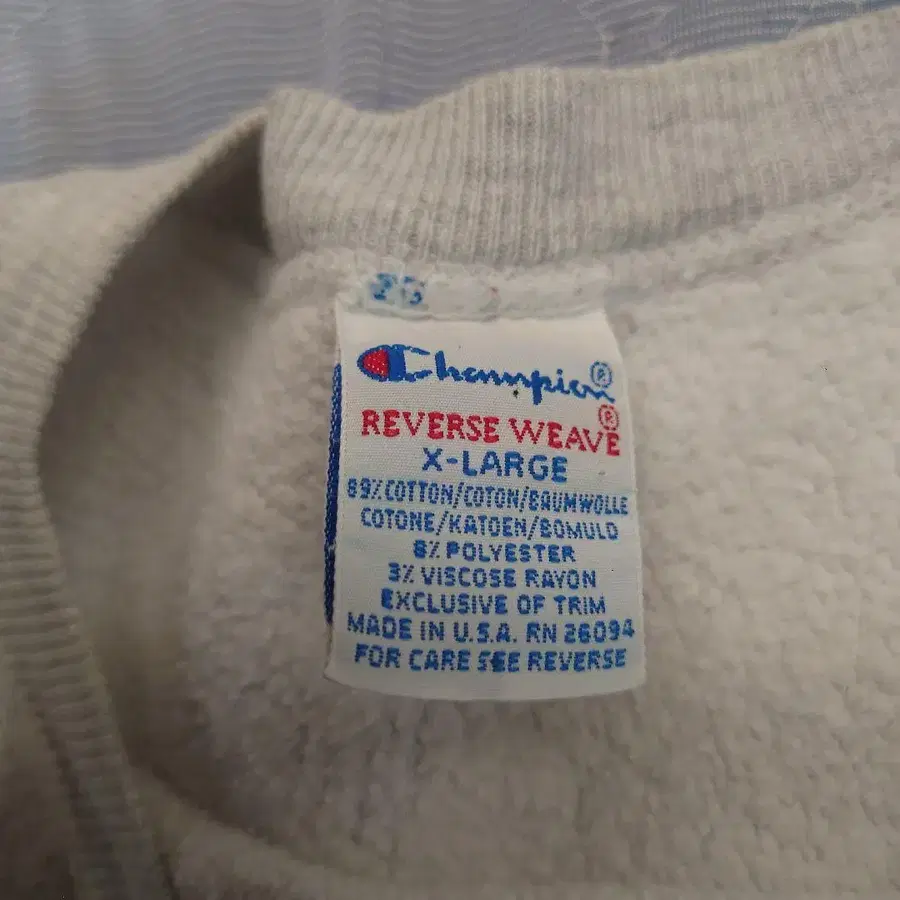 Champion®
REVERSE WEAVE®
X-LARGE
89% COTTON/COTON/BAUMWOLLE
COTONE/KATOEN/BOMULD
8% POLYESTER
3% VISCOSE RAYON
EXCLUSIVE OF TRIM
MADE IN U.S.A. RN 26094
FOR CARE SEE REVERSE